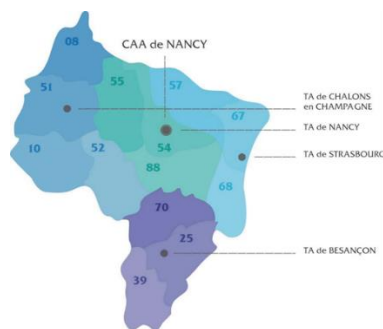 08
CAA de NANCY
55
57
51
TA de CHALONS
en CHAMPAGNE
67
TA de NANCY
10
52
54
TA de STRASBOURG
88
68
70
25
TA de BESANÇON
39